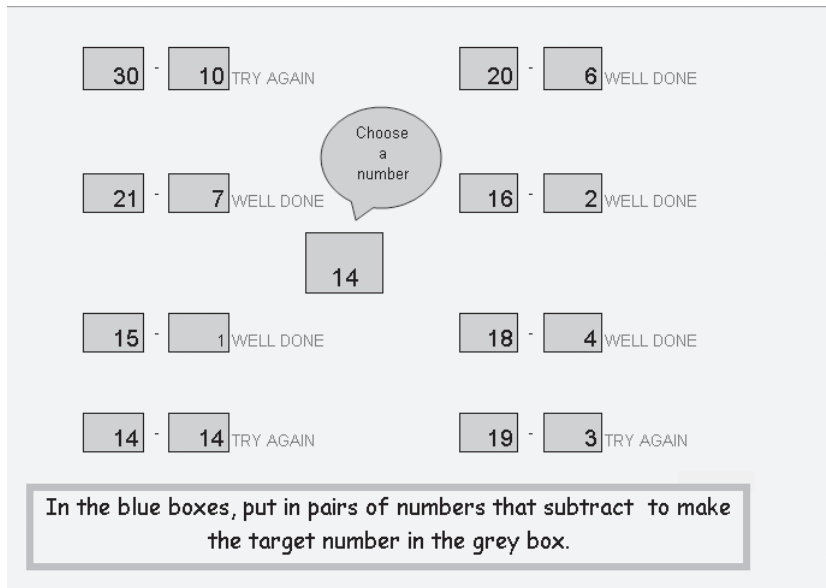 30 - 10 TRY AGAIN 20 - 6 WELL DONE
Choose
a
number
21 - 7 WELL DONE 16 - 2 WELL DONE
14
15 - 1 WELL DONE 18 - 4 WELL DONE
14 - 14 TRY AGAIN 19 - 3 TRY AGAIN
In the blue boxes, put in pairs of numbers that subtract to make
the target number in the grey box.